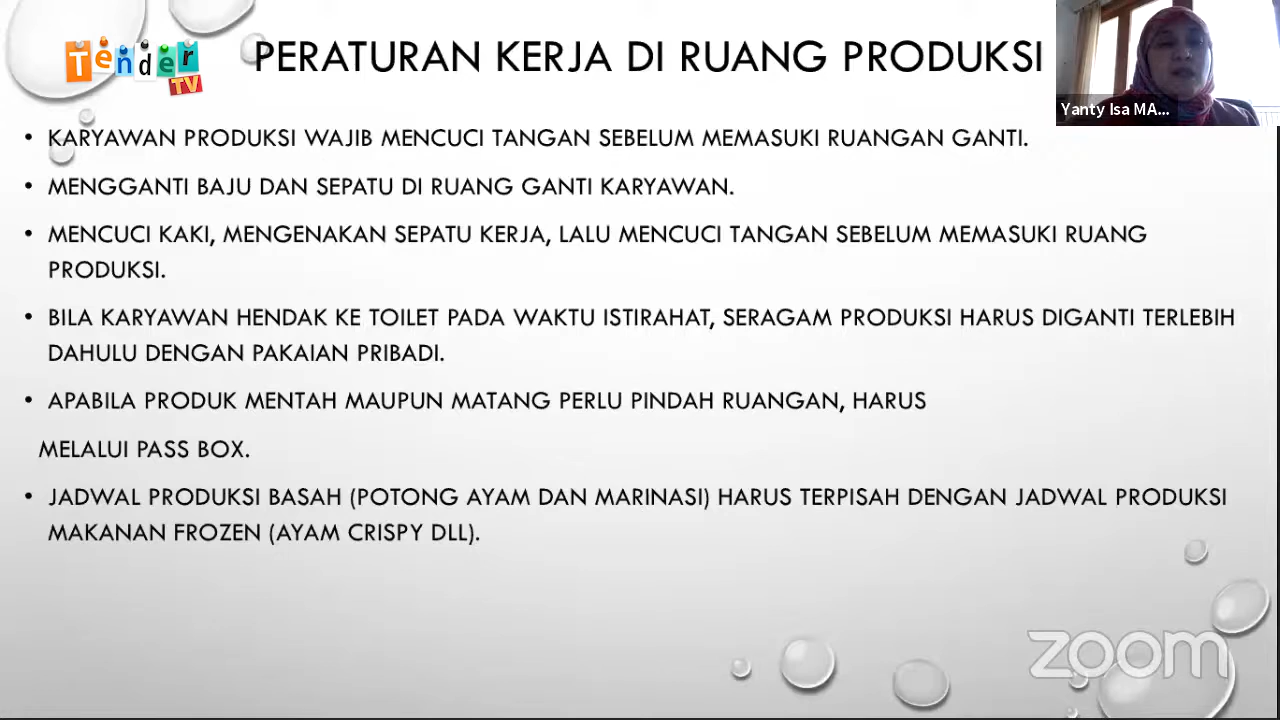 Tender
TV
PERATURAN KERJA DI RUANG PRODUKSI
Yanty Isa MA...
• KARYAWAN PRODUKSI WAJIB MENCUCI TANGAN SEBELUM MEMASUKI RUANGAN GANTI.
• MENGGANTI BAJU DAN SEPATU DI RUANG GANTI KARYAWAN.
• MENCUCI KAKI, MENGENAKAN SEPATU KERJA, LALU MENCUCI TANGAN SEBELUM MEMASUKI RUANG
PRODUKSI.
• BILA KARYAWAN HENDAK KE TOILET PADA WAKTU ISTIRAHAT, SERAGAM PRODUKSI HARUS DIGANTI TERLEBIH
DAHULU DENGAN PAKAIAN PRIBADI.
• APABILA PRODUK MENTAH MAUPUN MATANG PERLU PINDAH RUANGAN, HARUS
MELALUI PASS BOX.
• JADWAL PRODUKSI BASAH (POTONG AYAM DAN MARINASI) HARUS TERPISAH DENGAN JADWAL PRODUKSI
MAKANAN FROZEN (AYAM CRISPY DLL).
zoom